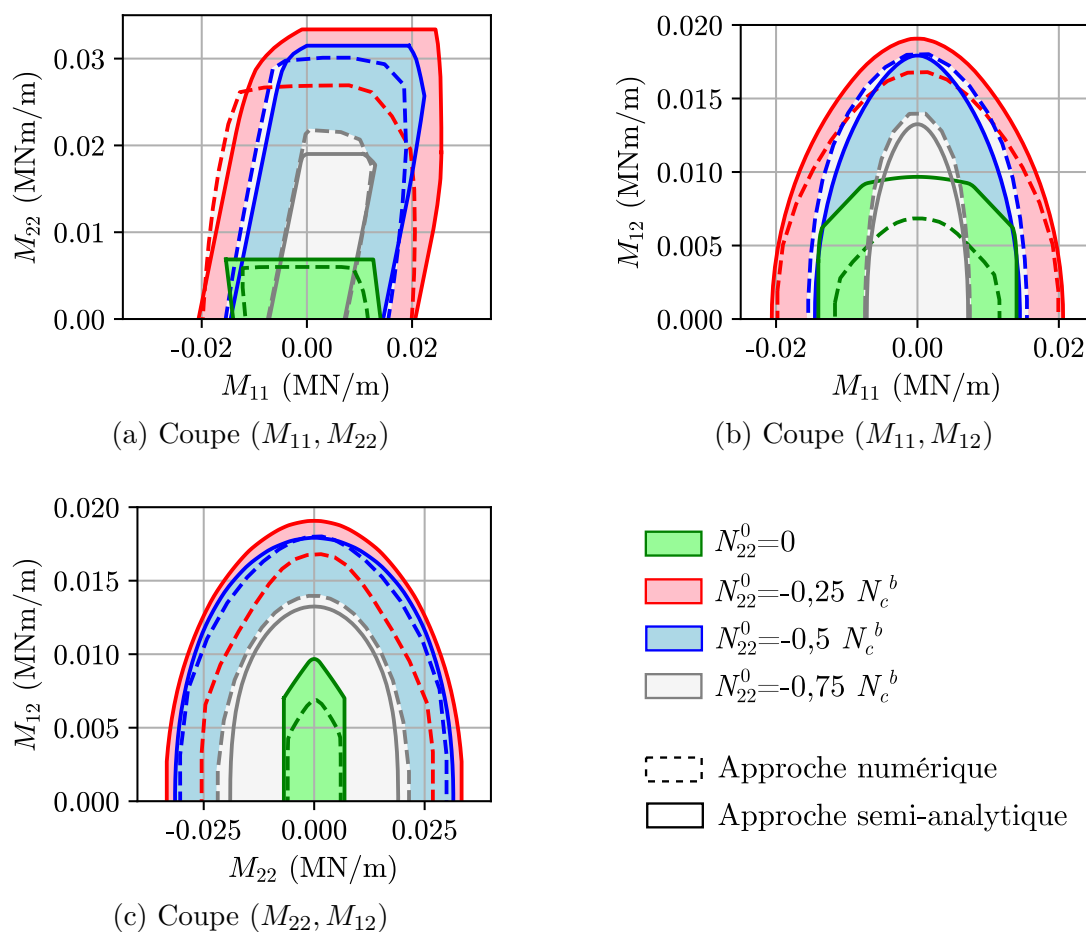 0.03
0.02
0.01
0.00
M₂₂ (MNm/m)
-0.02 0.00 0.02
M₁₁ (MN/m)
(a) Coupe (M₁₁, M₂₂)
0.020
0.015
0.010
0.005
0.000
M₁₂ (MNm/m)
-0.02 0.00 0.02
M₁₁ (MN/m)
(b) Coupe (M₁₁, M₁₂)
0.020
0.015
0.010
0.005
0.000
M₁₂ (MNm/m)
-0.025 0.000 0.025
M₂₂ (MN/m)
(c) Coupe (M₂₂, M₁₂)
N⁰₂₂=0
N⁰₂₂=-0,25 N_c^b
N⁰₂₂=-0,5 N_c^b
N⁰₂₂=-0,75 N_c^b
Approche numérique
Approche semi-analytique